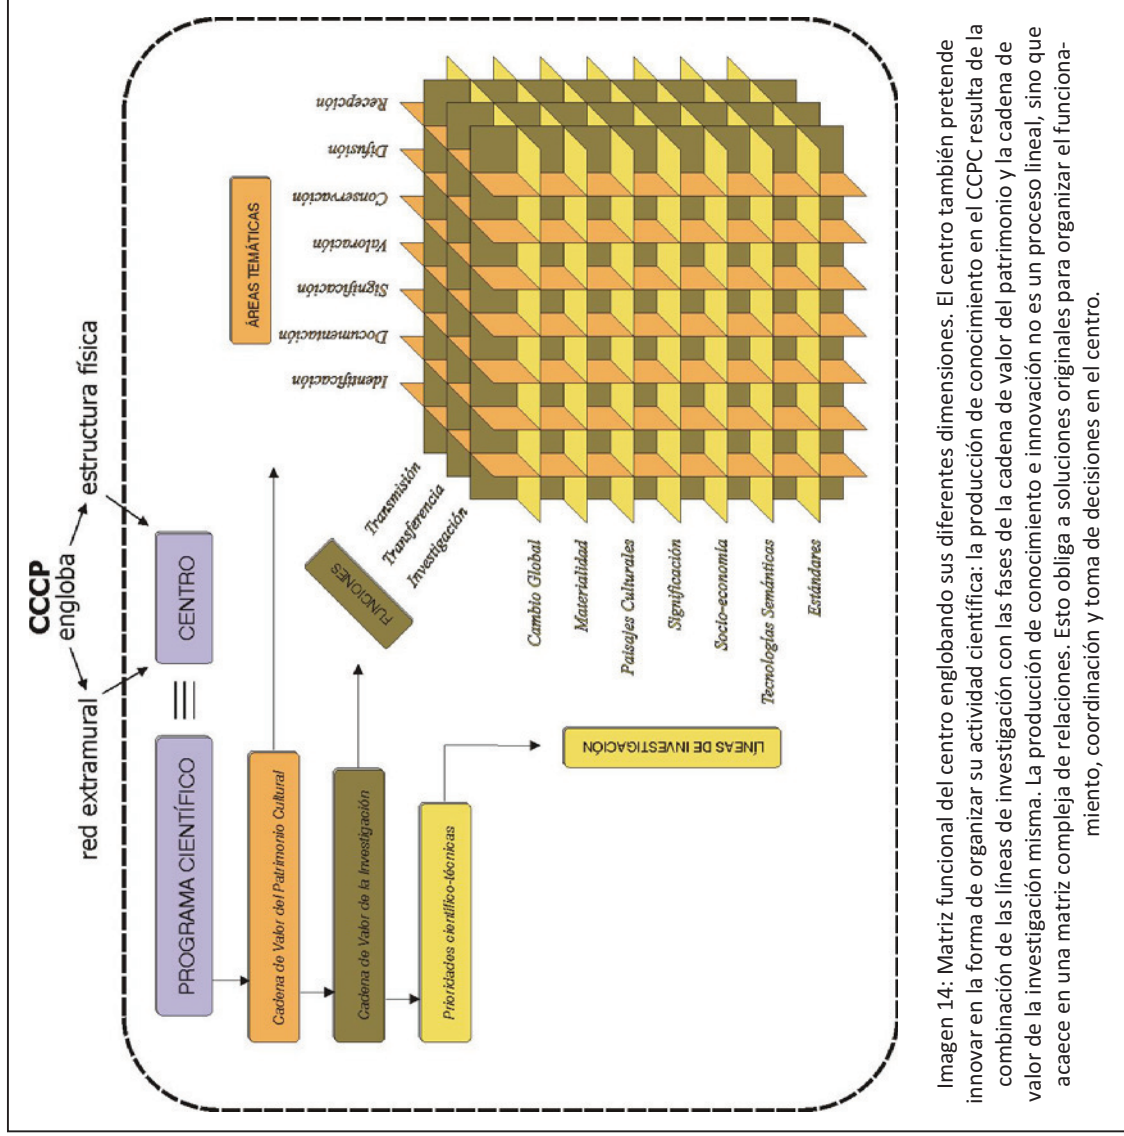 CCCP
engloba
red extramural
estructura física
PROGRAMA CIENTÍFICO
CENTRO
Cadena de Valor del Patrimonio Cultural
Cadena de Valor de la Investigación
Prioridades científico-técnicas
ÁREAS TEMÁTICAS
FUNCIONES
LÍNEAS DE INVESTIGACIÓN
Identificación
Documentación
Significación
Valoración
Conservación
Difusión
Recepción
Transmisión
Transferencia
Investigación
Cambio Global
Materialidad
Paisajes Culturales
Significación
Socio-economía
Tecnologías Semánticas
Estándares
Imagen 14: Matriz funcional del centro englobando sus diferentes dimensiones. El centro también pretende
innovar en la forma de organizar su actividad científica: la producción de conocimiento en el CCPC resulta de la
combinación de las líneas de investigación con las fases de la cadena de valor del patrimonio y la cadena de
valor de la investigación misma. La producción de conocimiento e innovación no es un proceso lineal, sino que
acaece en una matriz compleja de relaciones. Esto obliga a soluciones originales para organizar el funciona-
miento, coordinación y toma de decisiones en el centro.